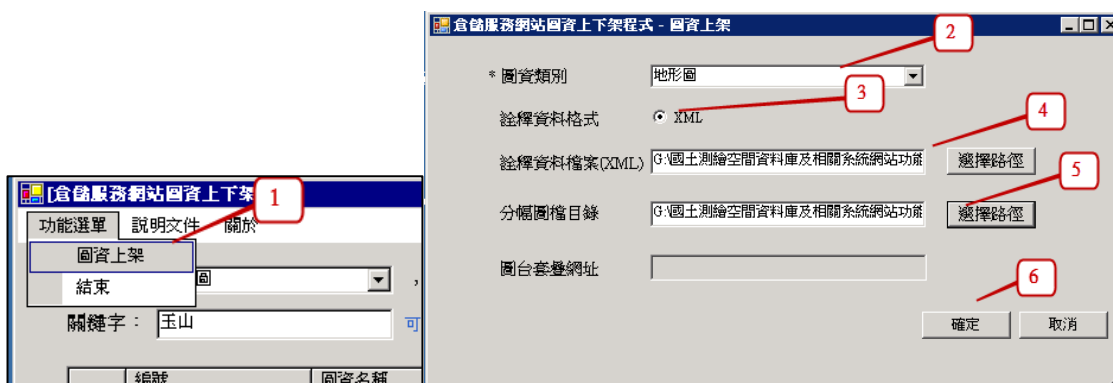 [倉儲服務網站圖資上下架
1
功能選單 說明文件 關於
圖資上架
結束
圖
，
關鍵字： 玉山
可
編號 圖資名稱
倉儲服務網站圖資上下架程式 - 圖資上架
2
* 圖資類別 地形圖
3
詮釋資料格式 XML
4
詮釋資料檔案(XML) G:\國土測繪空間資料庫及相關系統網站功能 選擇路徑
5
分幅圖檔目錄 G:\國土測繪空間資料庫及相關系統網站功能 選擇路徑
圖台套疊網址
6
確定 取消